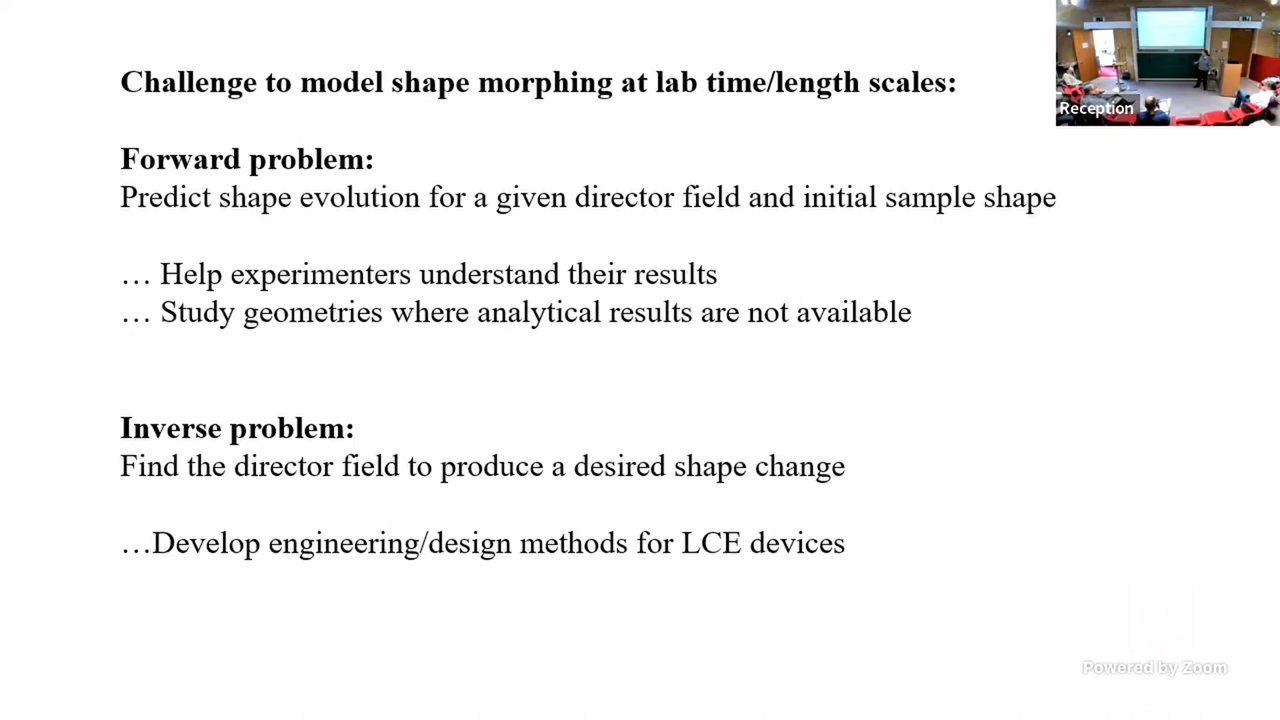 Challenge to model shape morphing at lab time/length scales:
Reception
Forward problem:
Predict shape evolution for a given director field and initial sample shape
… Help experimenters understand their results
… Study geometries where analytical results are not available
Inverse problem:
Find the director field to produce a desired shape change
…Develop engineering/design methods for LCE devices
Powered by Zoom